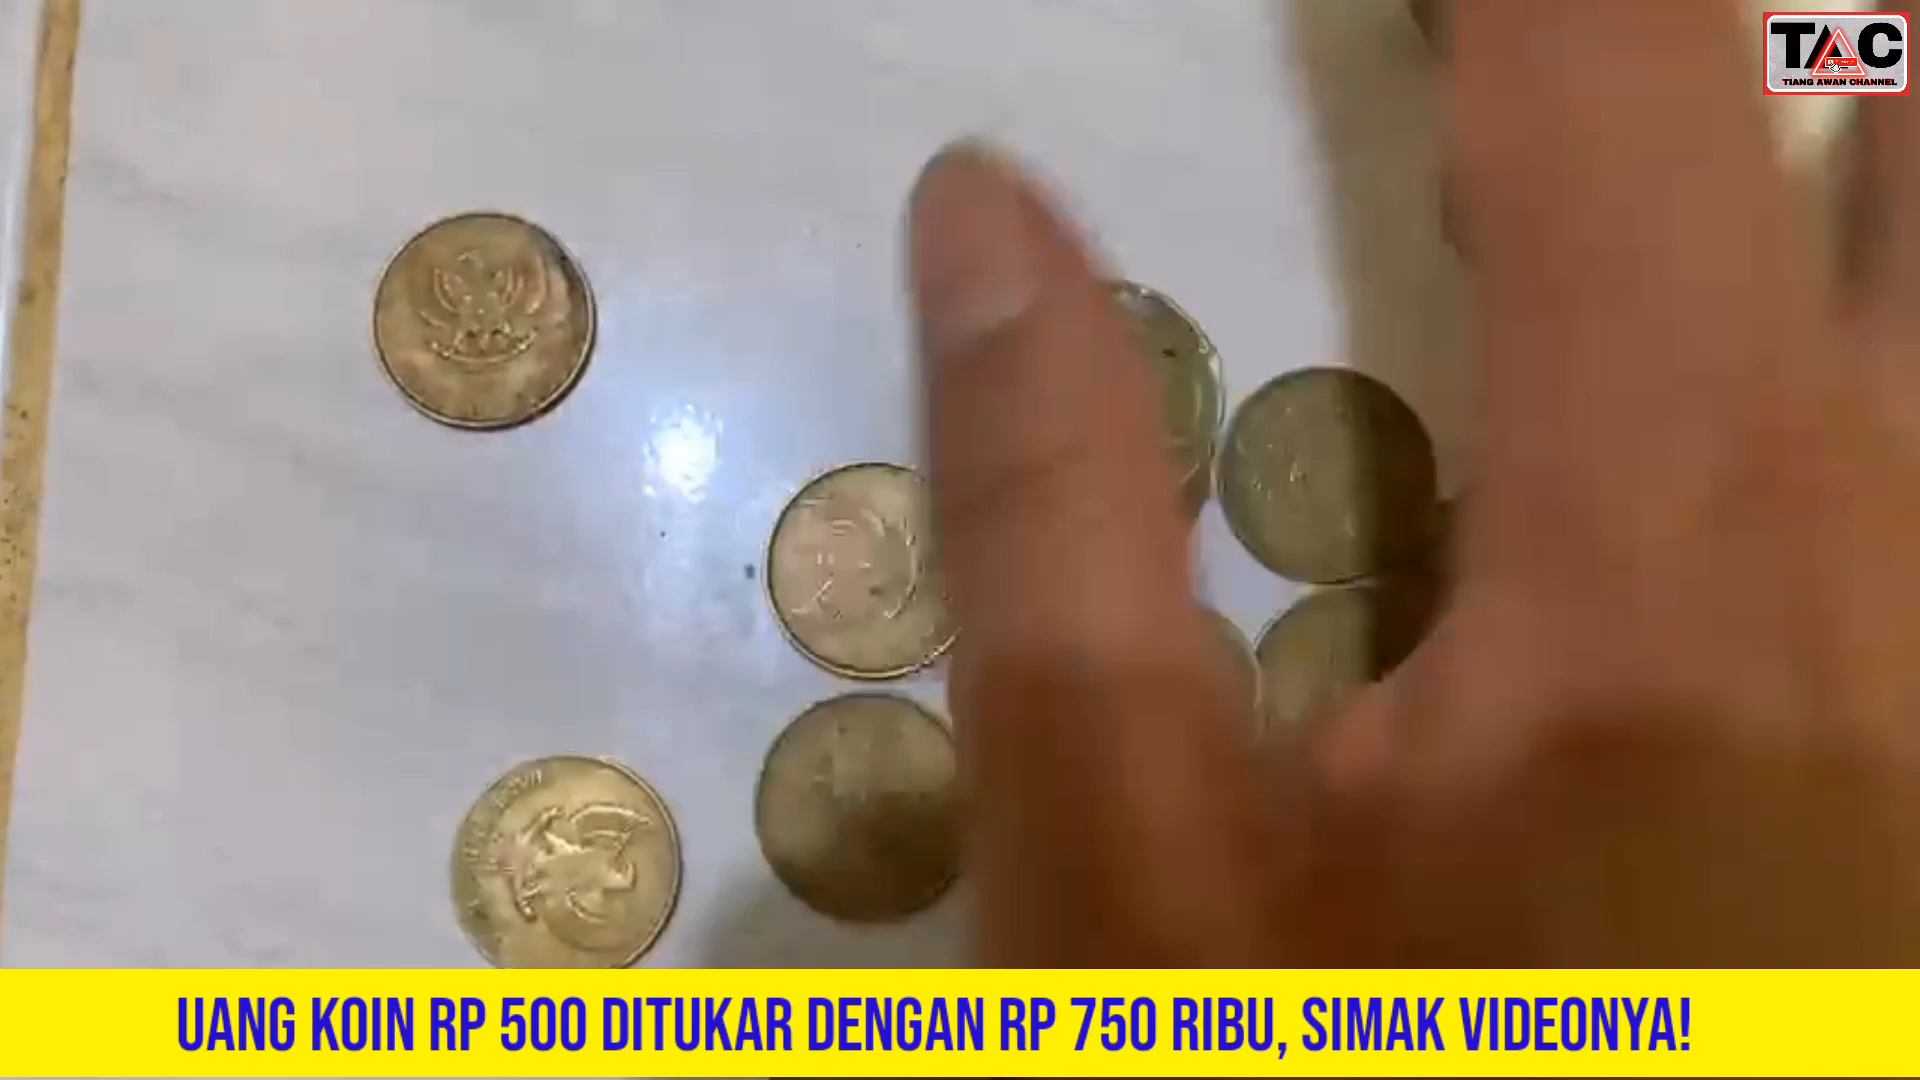 TAC
TIANG AWAN CHANNEL
UANG KOIN RP 500 DITUKAR DENGAN RP 750 RIBU, SIMAK VIDEONYA!